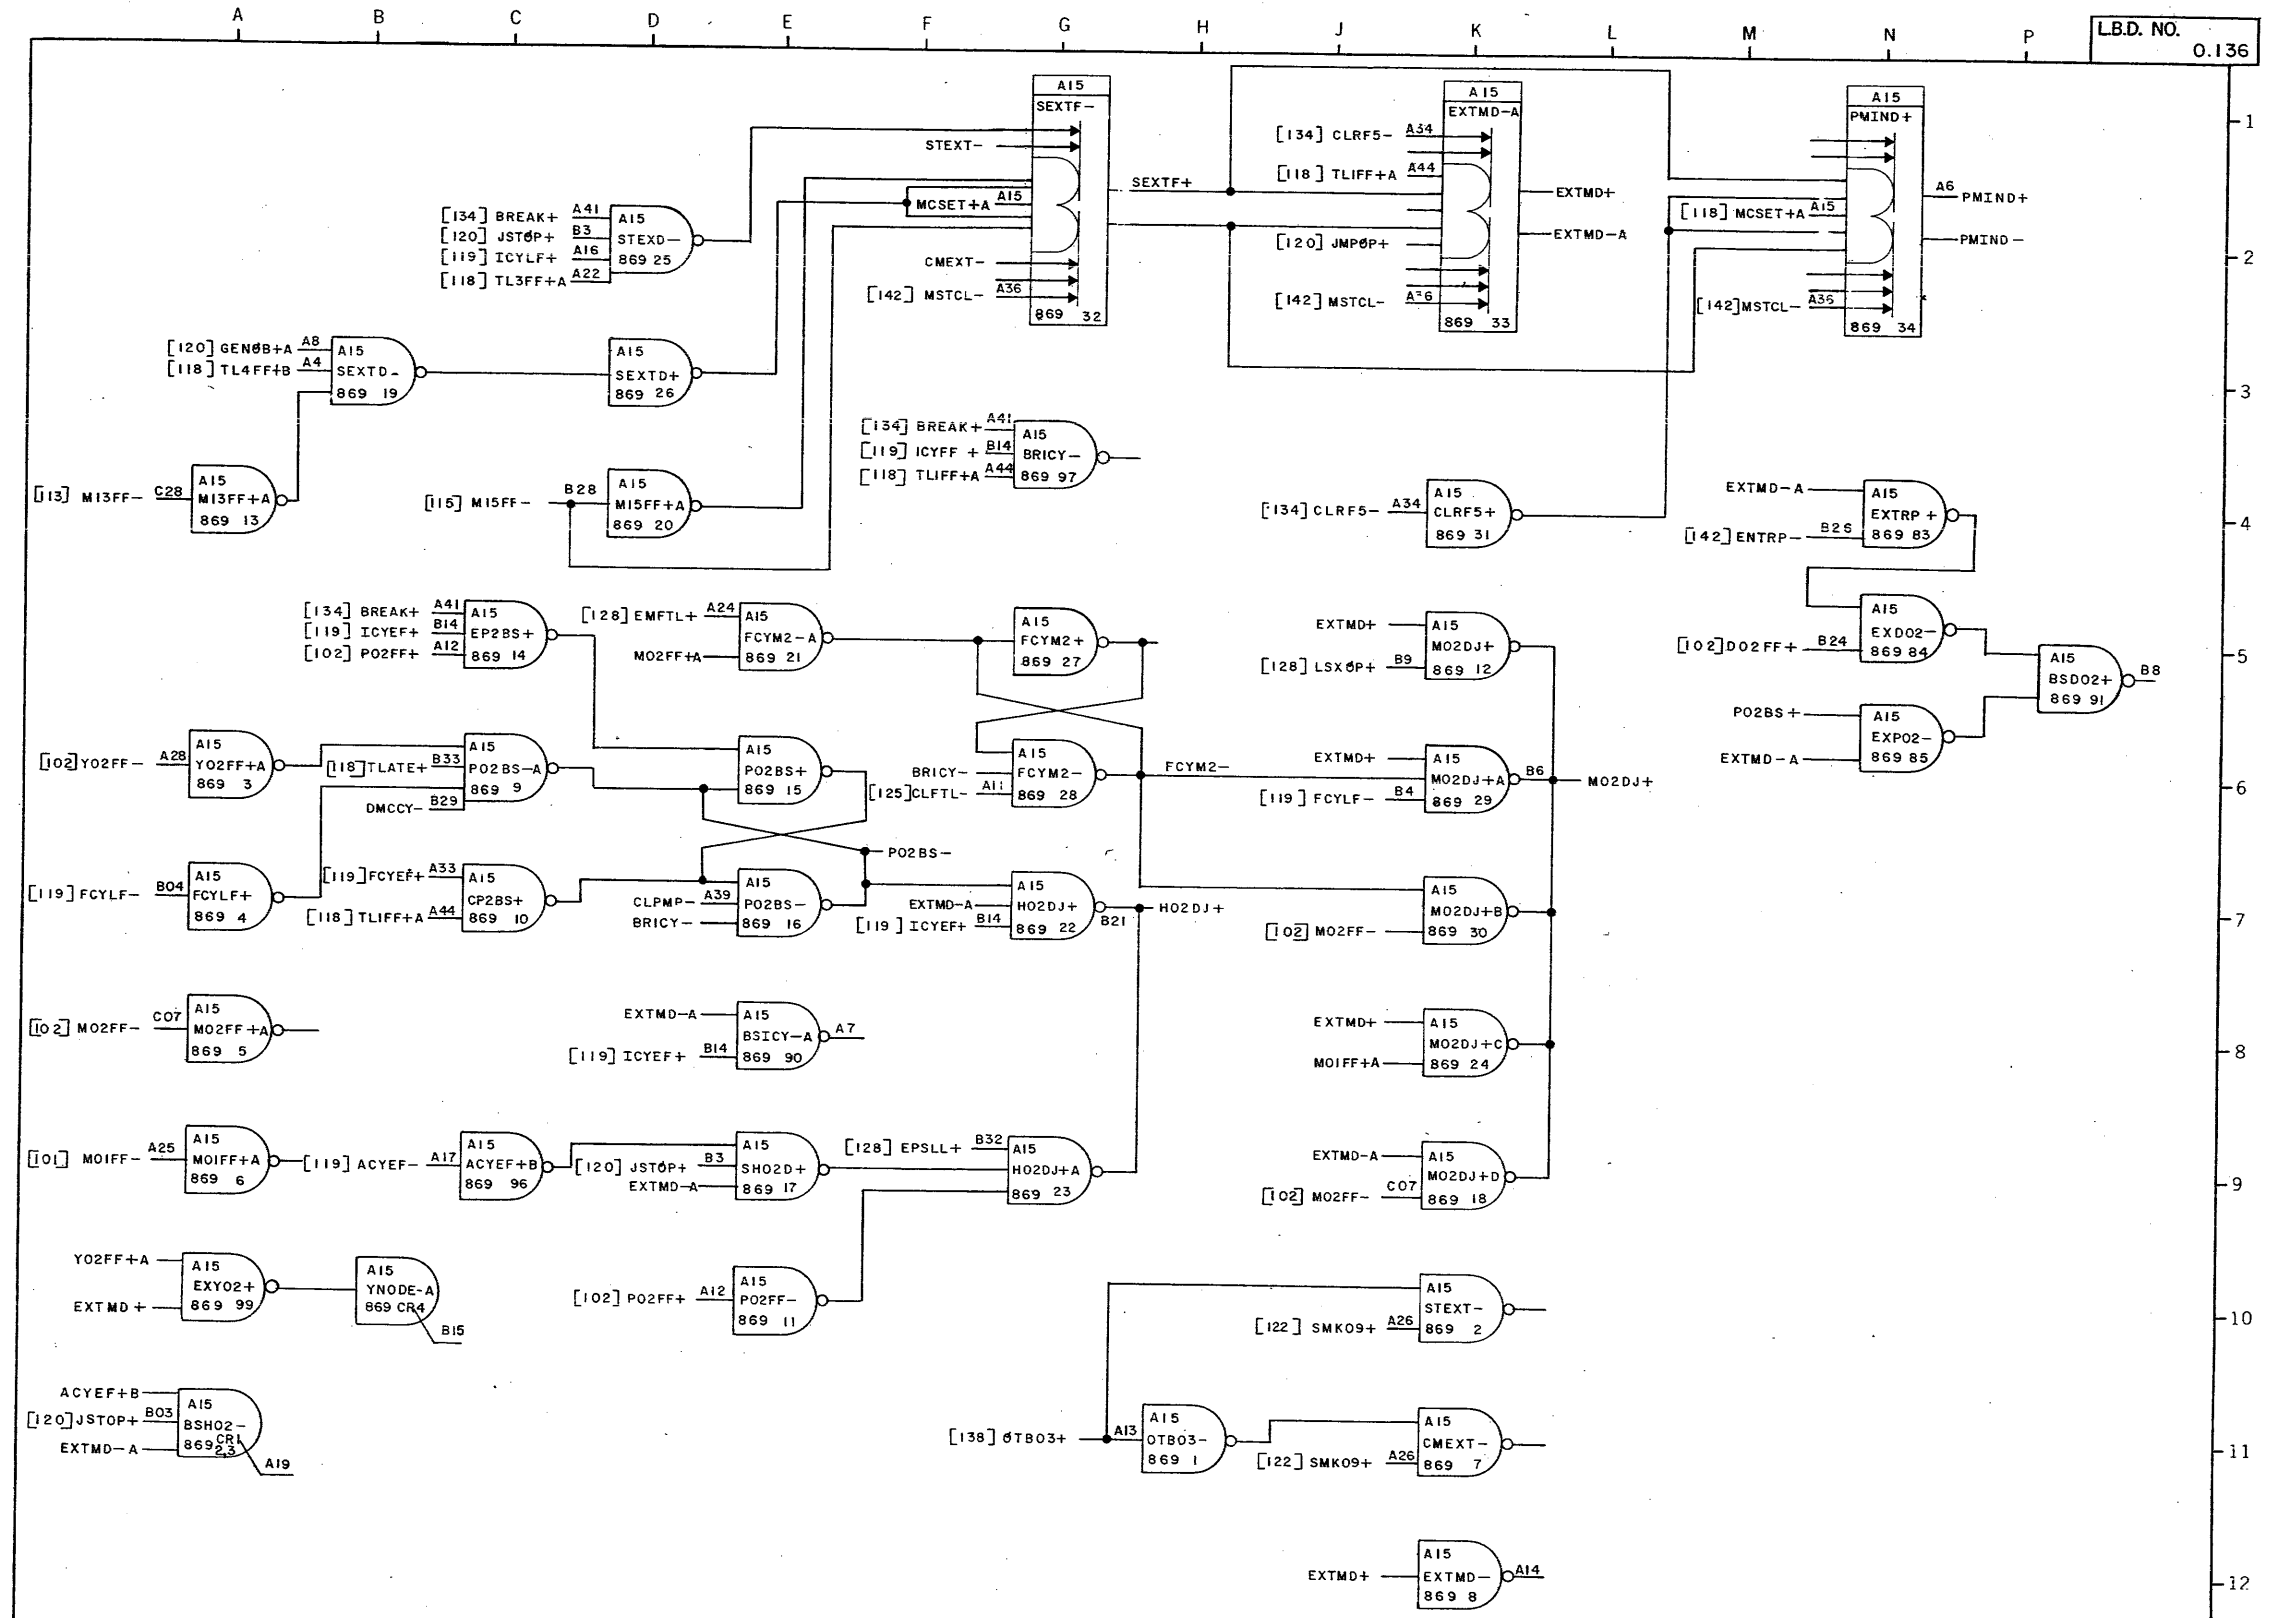 A B C D E F G H J K L M N P
L.B.D. NO.
0.136
1
2
3
4
5
6
7
8
9
10
11
12
[134] BREAK+ A41
[120] JSTØP+ B3
[119] ICYLF+ A16
[118] TL3FF+A A22
A15
STEXD-
869 25
STEXT-
MCSET+A A15
CMEXT-
[142] MSTCL- A36
A15
SEXTF-
869 32
SEXTF+
[134] CLRF5- A34
[118] TLIFF+A A44
[120] JMPØP+
[142] MSTCL-
A15
EXTMD-A
869 33
EXTMD+
EXTMD-A
[118] MCSET+A A15
[142]MSTCL- A36
A15
PMIND+
869 34
A6 PMIND+
PMIND-
[120] GENØB+A A8
[118] TL4FF+B A4
A15
SEXTD-
869 19
A15
SEXTD+
869 26
[113] M13FF- C28
A15
M13FF+A
869 13
[115] M15FF- B28
A15
M15FF+A
869 20
[134] BREAK+ A41
[119] ICYFF + B14
[118] TLIFF+A A44
A15
BRICY-
869 97
[134] CLRF5- A34
A15
CLRF5+
869 31
EXTMD-A
[142] ENTRP-
A15
EXTRP +
869 83
[134] BREAK+ A41
[119] ICYEF+ B14
[102] PO2FF+ A12
A15
EP2BS+
869 14
[128] EMFTL+ A24
MO2FF+A
A15
FCYM2-A
869 21
A15
FCYM2+
869 27
EXTMD+
[128] LSXØP+ B9
A15
MO2DJ+
869 12
[102]DO2FF+ B24
A15
EXDO2-
869 84
A15
BSDO2+
869 91
B8
[102]YO2FF- A28
A15
YO2FF+A
869 3
[118]TLATE+ B33
DMCCY- B29
A15
PO2BS-A
869 9
A15
PO2BS+
869 15
BRICY-
[125]CLFTL- A11
A15
FCYM2-
869 28
FCYM2-
EXTMD+
[119] FCYLF- B4
A15
MO2DJ+A
869 29
B6
MO2DJ+
PO2BS+
EXTMD-A
A15
EXPO2-
869 85
PO2BS-
[119]FCYLF- B04
A15
FCYLF+
869 4
[119]FCYEF+ A33
[118] TLIFF+A A44
A15
CP2BS+
869 10
CLPMP- A39
BRICY-
A15
PO2BS-
869 16
EXTMD-A
[119] ICYEF+ B14
A15
HO2DJ+
869 22
B21
HO2DJ+
[102] MO2FF-
A15
MO2DJ+B
869 30
[102] MO2FF- C07
A15
MO2FF+A
869 5
EXTMD-A
[119] ICYEF+ B14
A15
BSICY-A
869 90
A7
EXTMD+
MO1FF+A
A15
MO2DJ+C
869 24
[101] MO1FF- A25
A15
MO1FF+A
869 6
[119] ACYEF- A17
A15
ACYEF+B
869 96
[120] JSTØP+ B3
EXTMD-A
A15
SHO2D+
869 17
[128] EPSLL+ B32
A15
HO2DJ+A
869 23
EXTMD-A
[102] MO2FF- C07
A15
MO2DJ+D
869 18
YO2FF+A
EXTMD +
A15
EXYO2+
869 99
A15
YNODE-A
869 CR4
B15
[102] PO2FF+ A12
A15
PO2FF-
869 11
[122] SMKO9+ A26
A15
STEXT-
869 2
ACYEF+B
[120]JSTOP+ B03
EXTMD-A
A15
BSHO2-
869 CR1
2,3
A19
[138] ØTBO3+ A13
A15
OTBO3-
869 1
[122] SMKO9+ A26
A15
CMEXT-
869 7
EXTMD+
A15
EXTMD-
869 8
A14